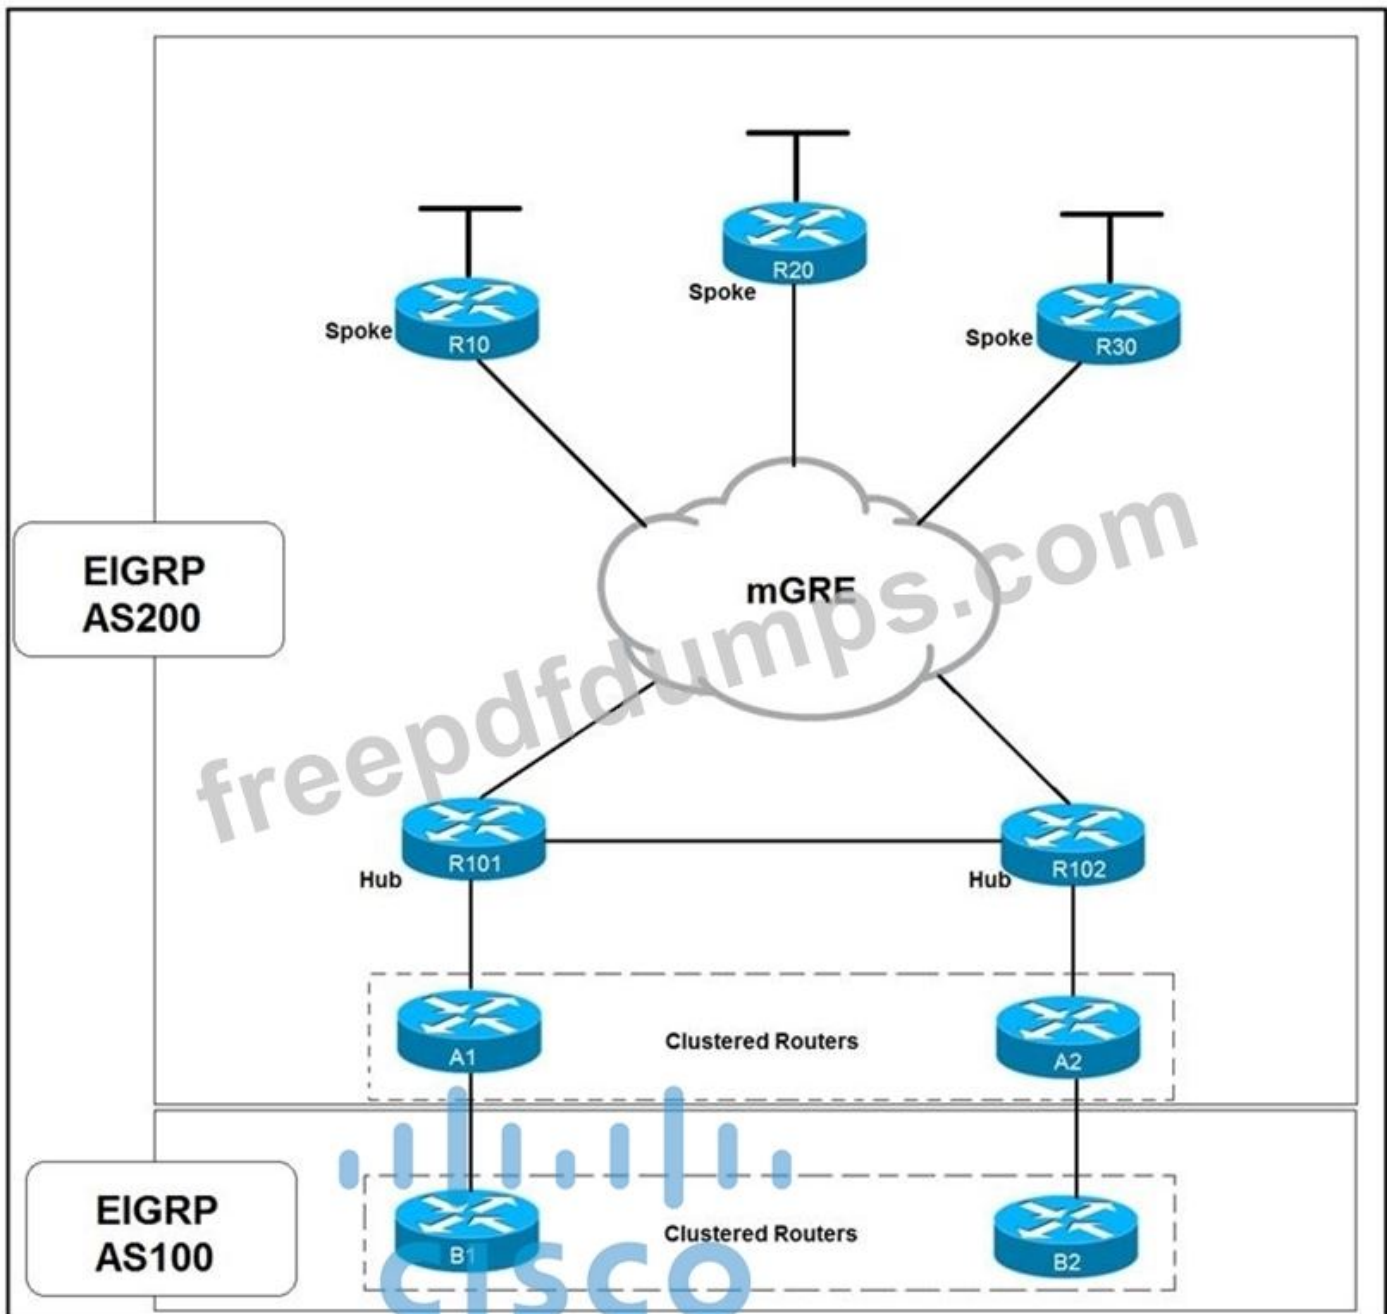 R20
Spoke
R10
Spoke
R30
Spoke
EIGRP
AS200
mGRE
freepdfdumps.com
R101
Hub
R102
Hub
A1
Clustered Routers
A2
EIGRP
AS100
B1
Clustered Routers
B2
CISCO